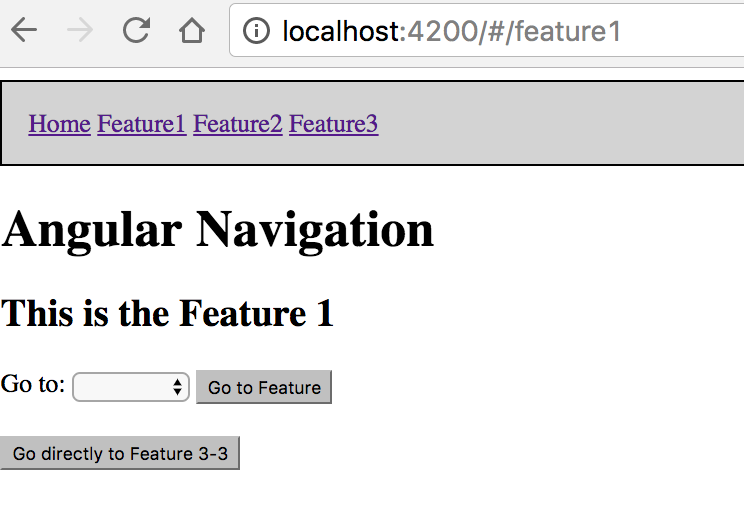 localhost:4200/#/feature1
Home Feature1 Feature2 Feature3
Angular Navigation
This is the Feature 1
Go to: Go to Feature
Go directly to Feature 3-3